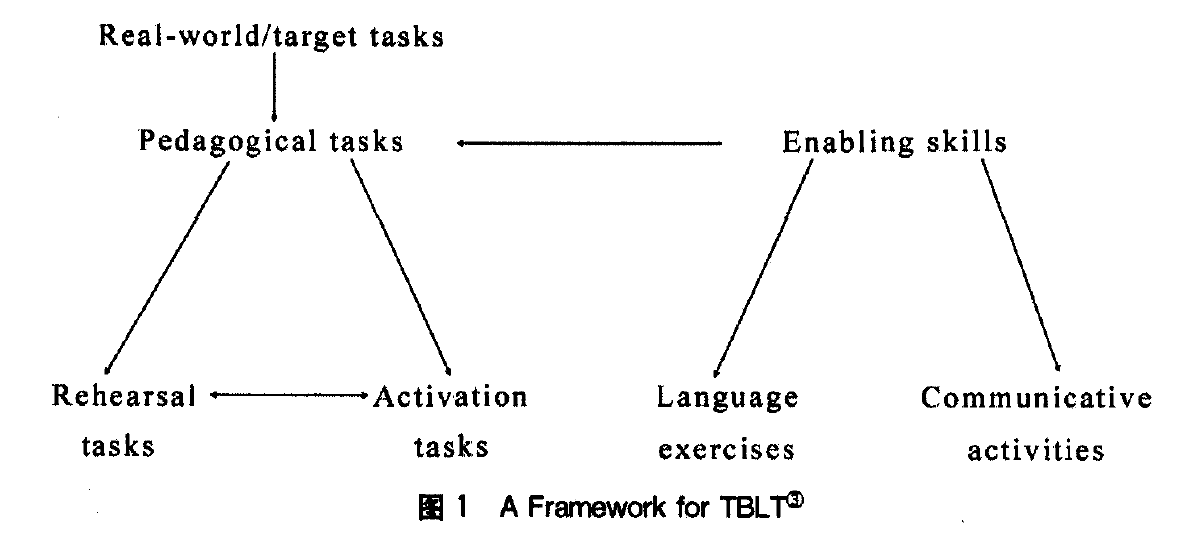 Real-world/target tasks
Pedagogical tasks
Enabling skills
Rehearsal
tasks
Activation
tasks
Language
exercises
Communicative
activities
图 1 A Framework for TBLT③